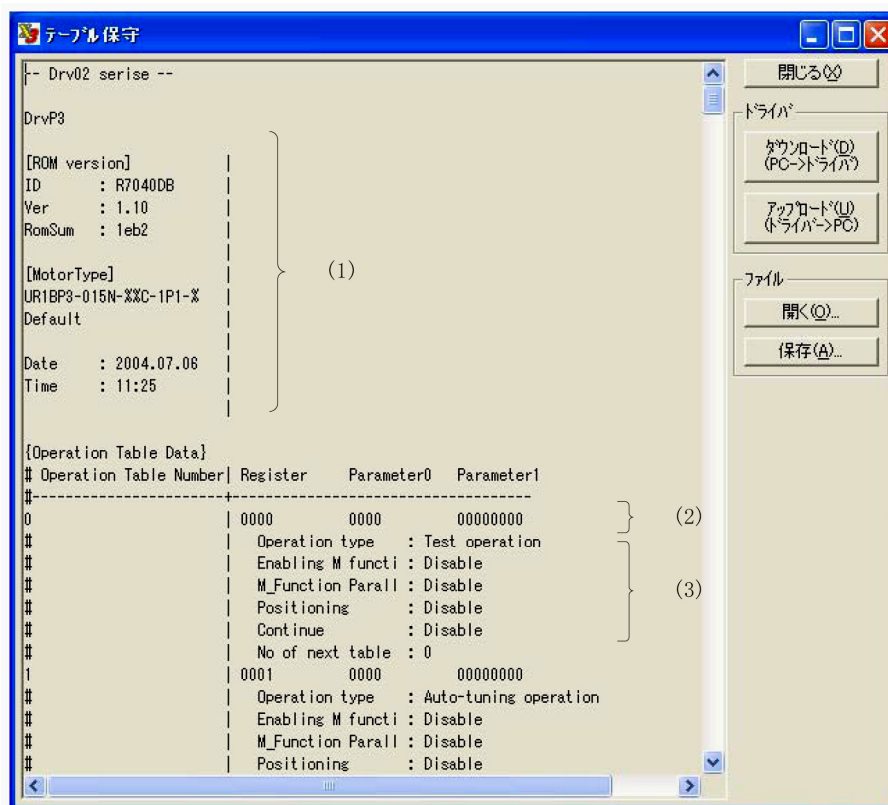 テーブル保守
-- Drv02 serise --
DrvP3
[ROM version] |
ID : R7040DB |
Ver : 1.10 |
RomSum : 1eb2 |
|
[MotorType] |
UR1BP3-015N-%%C-1P1-% |
Default |
|
Date : 2004.07.06 |
Time : 11:25 |
|
(1)
{Operation Table Data}
# Operation Table Number| Register Parameter0 Parameter1
#-----------------------+------------------------------------
0 | 0000 0000 00000000
(2)
# | Operation type : Test operation
# | Enabling M functi : Disable
# | M_Function Parall : Disable
# | Positioning : Disable
# | Continue : Disable
# | No of next table : 0
(3)
1 | 0001 0000 00000000
# | Operation type : Auto-tuning operation
# | Enabling M functi : Disable
# | M_Function Parall : Disable
# | Positioning : Disable
閉じる(X)
ドライバ
ダウンロード(D)
(PC->ドライバ)
アップロード(U)
(ドライバ->PC)
ファイル
開く(O)...
保存(A)...